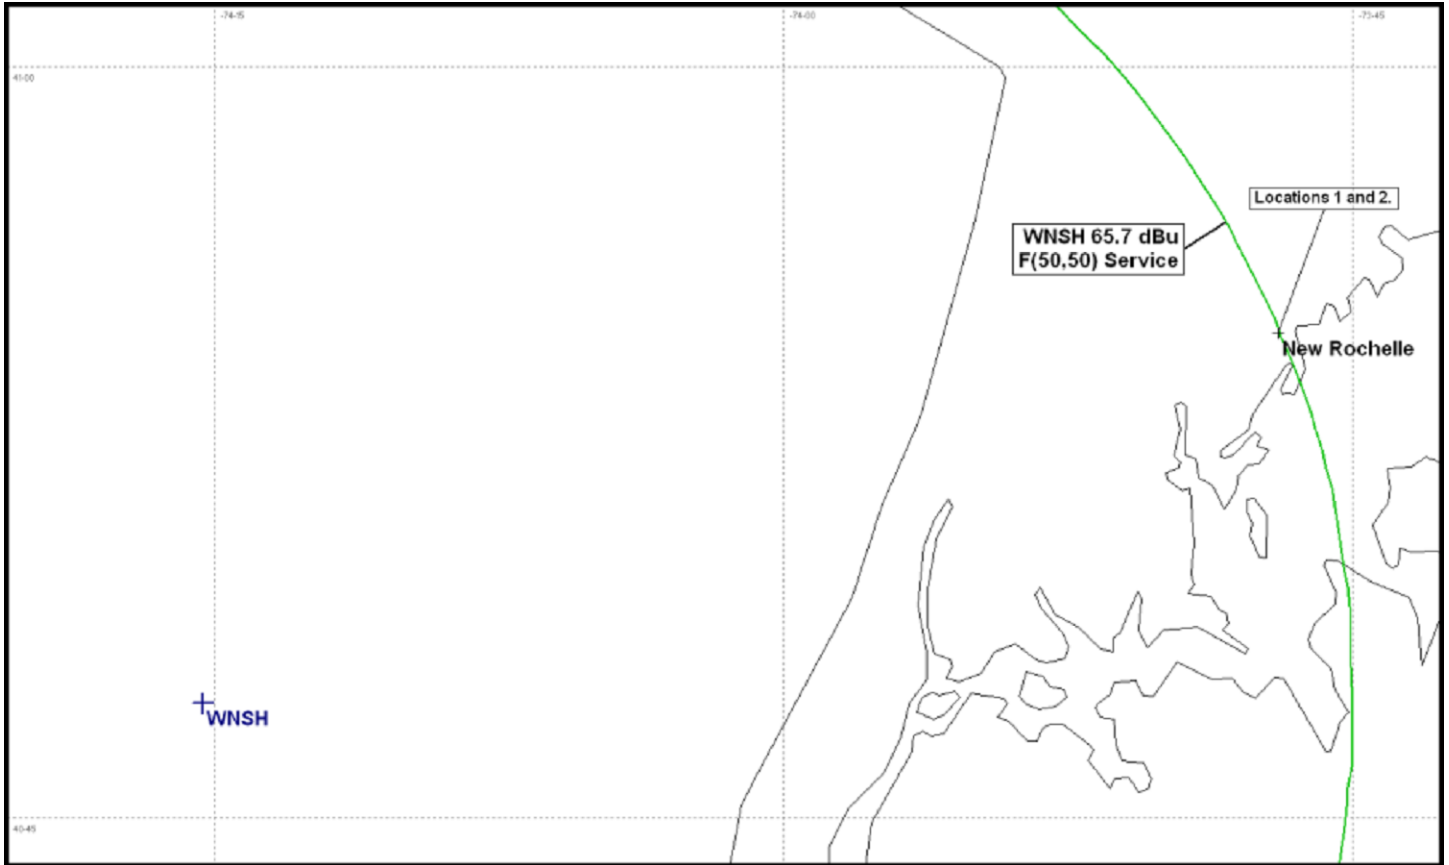 -74-15
-74-00
-73-45
41-00
Locations 1 and 2.
WNSH 65.7 dBu
F(50,50) Service
New Rochelle
WNSH
40-45